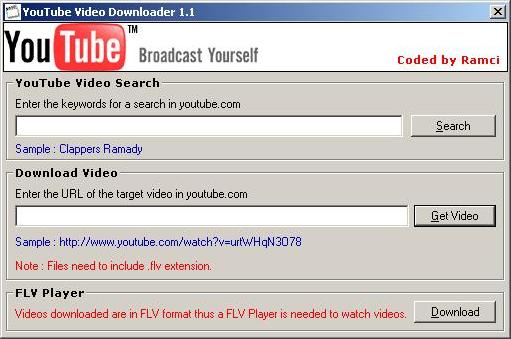 YouTube Video Downloader 1.1
YouTube™ Broadcast Yourself
Coded by Ramci
YouTube Video Search
Enter the keywords for a search in youtube.com
Search
Sample : Clappers Ramady
Download Video
Enter the URL of the target video in youtube.com
Get Video
Sample : http://www.youtube.com/watch?v=urtWHqN3O78
Note : Files need to include .flv extension.
FLV Player
Videos downloaded are in FLV format thus a FLV Player is needed to watch videos.
Download